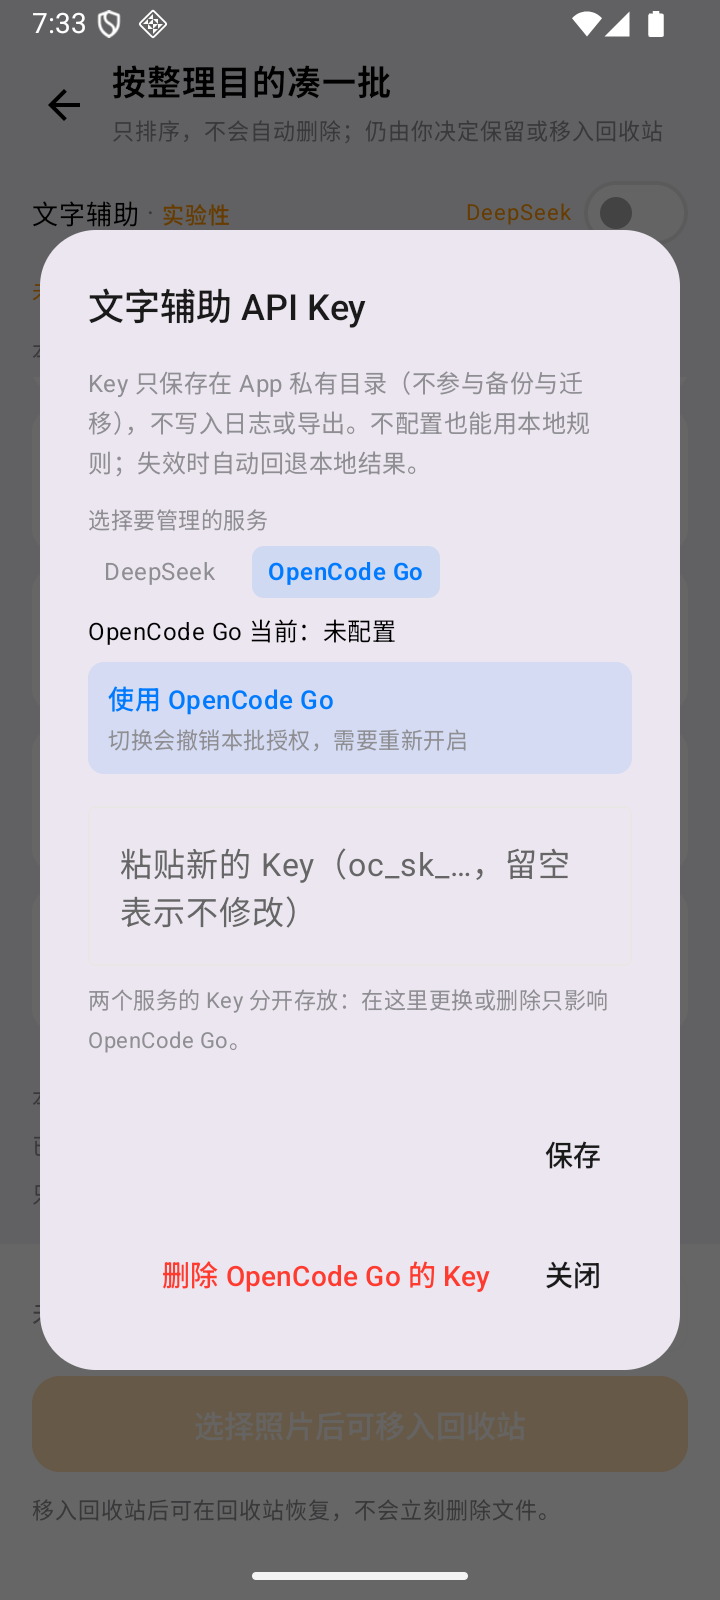 7:33
按整理目的凑一批
只排序，不会自动删除；仍由你决定保留或移入回收站
文字辅助 · 实验性 DeepSeek
文字辅助 API Key
Key 只保存在 App 私有目录（不参与备份与迁
移），不写入日志或导出。不配置也能用本地规
则；失效时自动回退本地结果。
选择要管理的服务
DeepSeek OpenCode Go
OpenCode Go 当前：未配置
使用 OpenCode Go
切换会撤销本批授权，需要重新开启
粘贴新的 Key（oc_sk_…，留空
表示不修改）
两个服务的 Key 分开存放：在这里更换或删除只影响
OpenCode Go。
保存
删除 OpenCode Go 的 Key 关闭
选择照片后可移入回收站
移入回收站后可在回收站恢复，不会立刻删除文件。